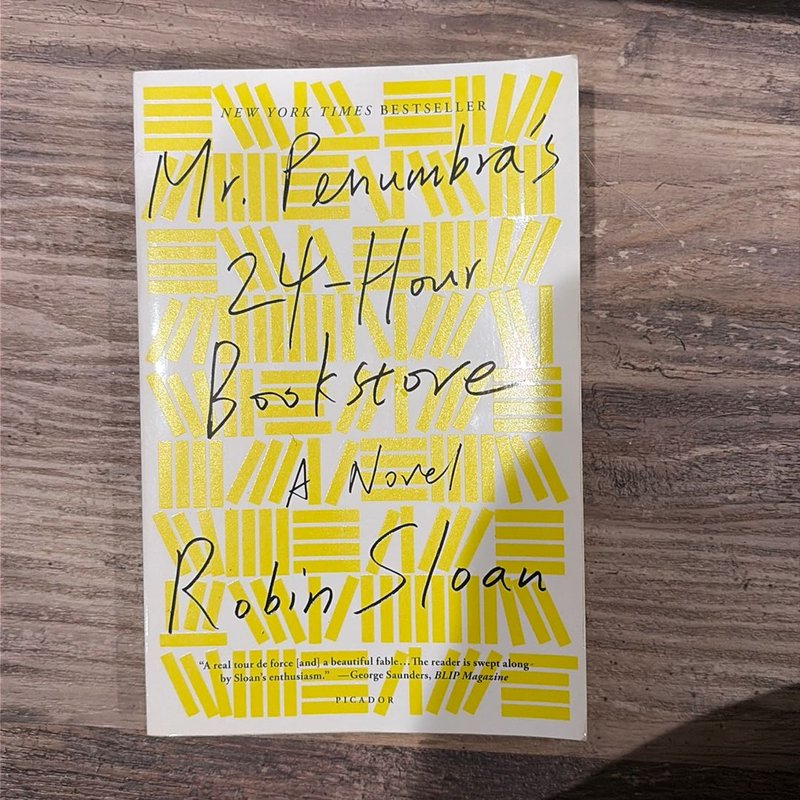 NEW YORK TIMES BESTSELLER
Mr. Penumbra's
24-Hour
Bookstore
A Novel
Robin Sloan
“A real tour de force [and] a beautiful fable…The reader is swept along
by Sloan's enthusiasm.” —George Saunders, BLIP Magazine
PICADOR